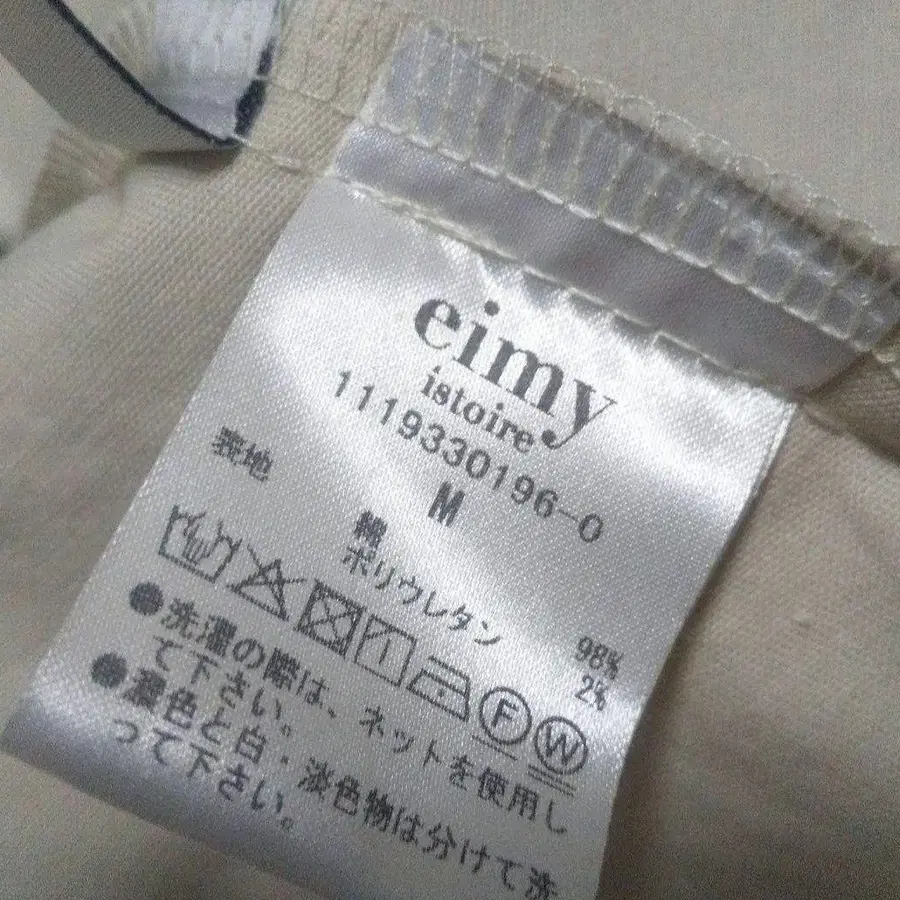 eimy
istoire
1119330196-0
M
表地
綿 98%
ポリウレタン 2%
F W
●洗濯の際は、ネットを使用し
て下さい。
●濃色と白・淡色物は分けて洗
って下さい。